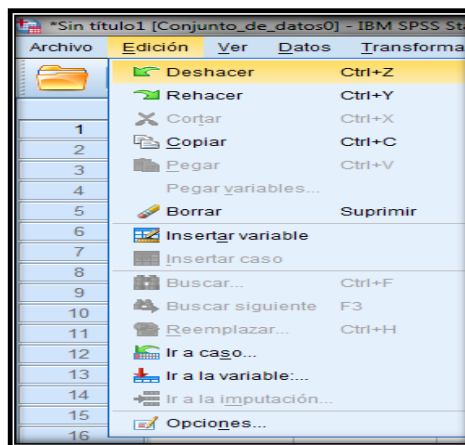 *Sin título1 [Conjunto_de_datos0] - IBM SPSS Sta
Archivo Edición Ver Datos Transforma
Deshacer Ctrl+Z
Rehacer Ctrl+Y
Cortar Ctrl+X
Copiar Ctrl+C
Pegar Ctrl+V
Pegar variables...
Borrar Suprimir
Insertar variable
Insertar caso
Buscar... Ctrl+F
Buscar siguiente F3
Reemplazar... Ctrl+H
Ir a caso...
Ir a la variable:...
Ir a la imputación...
Opciones...
1
2
3
4
5
6
7
8
9
10
11
12
13
14
15
16